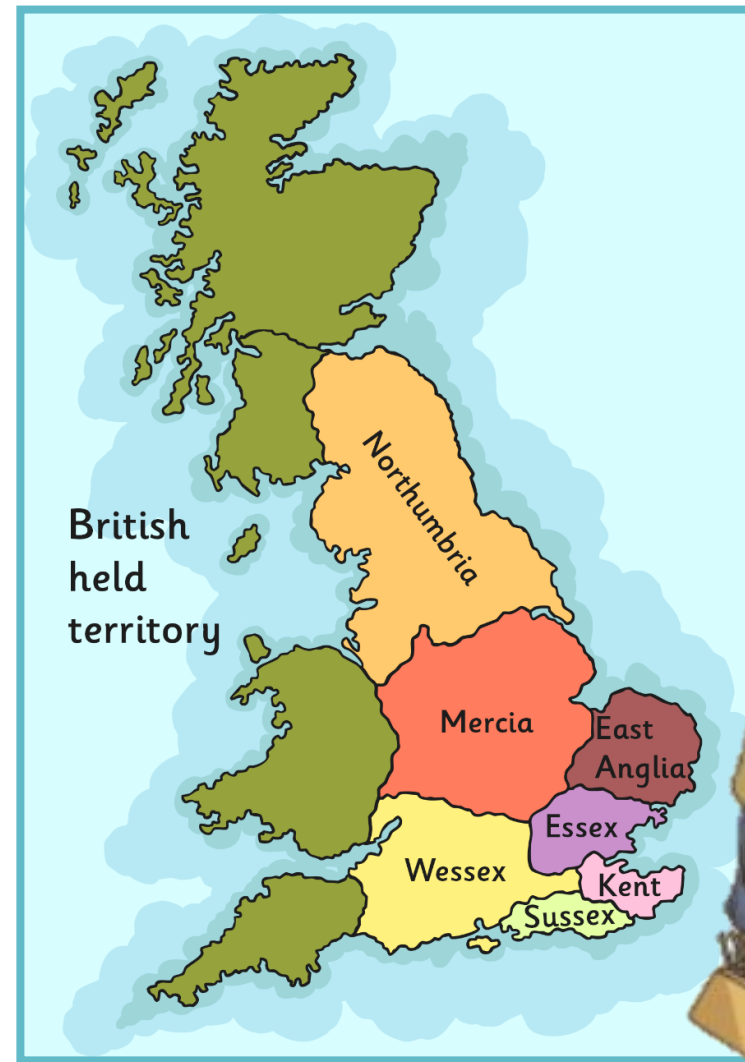 Northumbria
British
held
territory
Mercia
East
Anglia
Essex
Wessex
Kent
Sussex